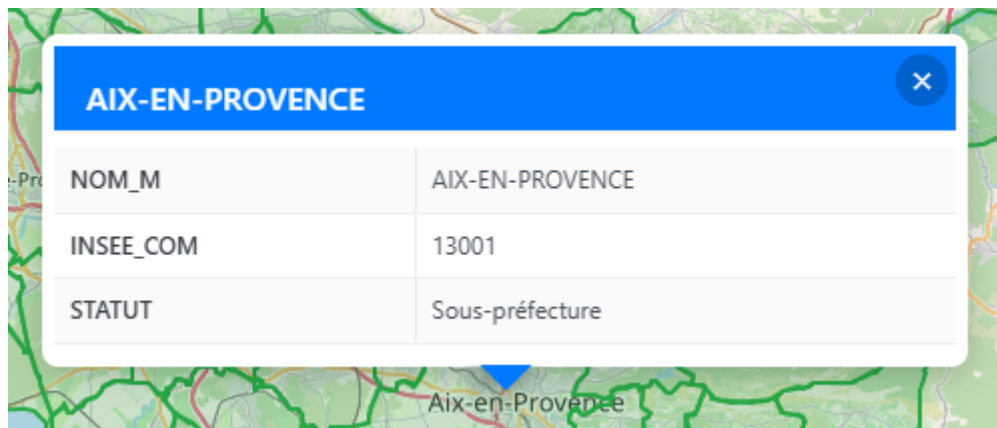 AIX-EN-PROVENCE
NOM_M AIX-EN-PROVENCE
INSEE_COM 13001
STATUT Sous-préfecture
Aix-en-Provence